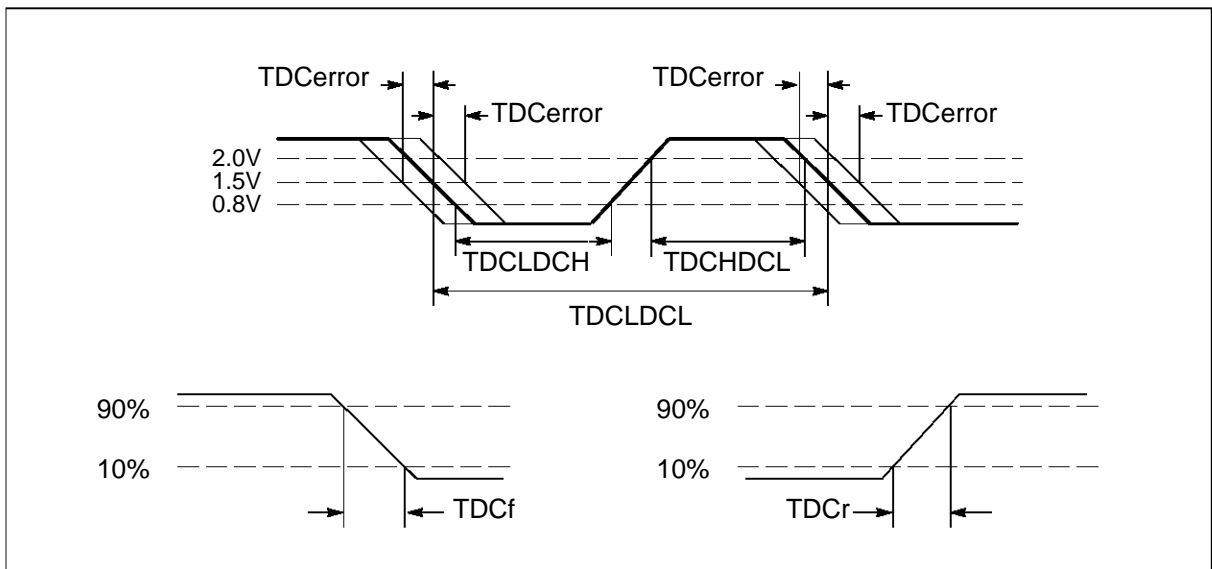 TDCerror
TDCerror
TDCerror
TDCerror
2.0V
1.5V
0.8V
TDCLDCH
TDCHDCL
TDCLDCL
90%
10%
TDCf
90%
10%
TDCr